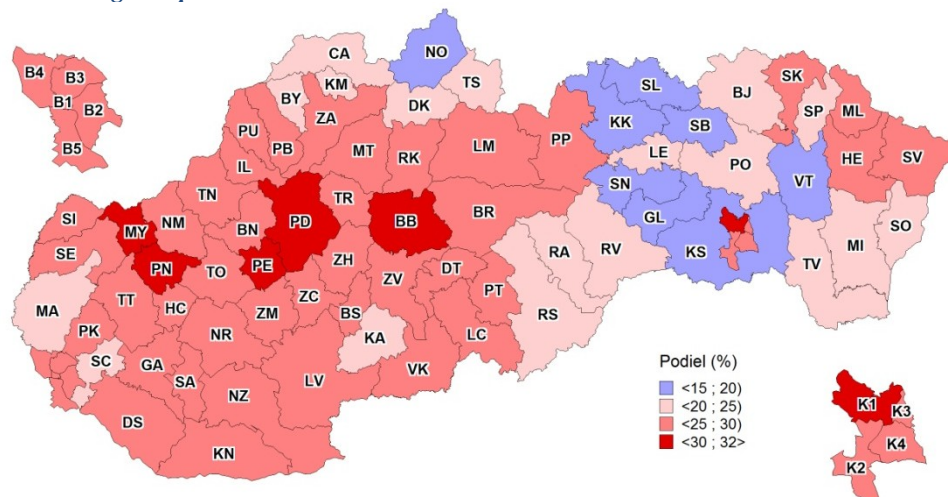 CA
NO
B4
B3
KM
TS
SK
BY
DK
SL
BJ
SP
B1
B2
ML
ZA
KK
SB
PU
PP
B5
PB
MT
RK
LM
LE
PO
HE
SV
IL
VT
TN
SN
TR
SI
MY
NM
BN
PD
BB
BR
GL
SO
SE
PN
TO
PE
ZH
RA
RV
KS
MI
ZV
DT
TV
MA
TT
HC
ZM
ZC
BS
PT
RS
PK
NR
KA
LC
SC
GA
SA
VK
NZ
LV
DS
KN
Podiel (%)
<15 ; 20)
<20 ; 25)
<25 ; 30)
<30 ; 32>
K1
K3
K4
K2